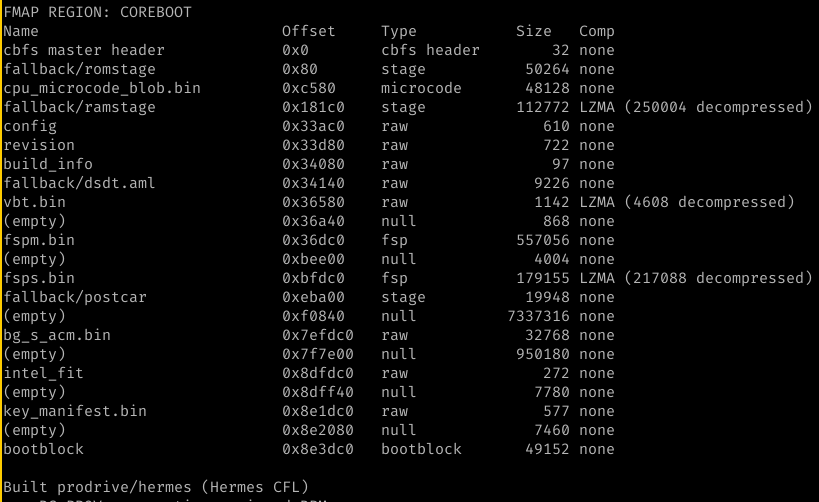 FMAP REGION: COREBOOT
Name Offset Type Size Comp
cbfs master header 0x0 cbfs header 32 none
fallback/romstage 0x80 stage 50264 none
cpu_microcode_blob.bin 0xc580 microcode 48128 none
fallback/ramstage 0x181c0 stage 112772 LZMA (250004 decompressed)
config 0x33ac0 raw 610 none
revision 0x33d80 raw 722 none
build_info 0x34080 raw 97 none
fallback/dsdt.aml 0x34140 raw 9226 none
vbt.bin 0x36580 raw 1142 LZMA (4608 decompressed)
(empty) 0x36a40 null 868 none
fspm.bin 0x36dc0 fsp 557056 none
(empty) 0xbee00 null 4004 none
fsps.bin 0xbfdc0 fsp 179155 LZMA (217088 decompressed)
fallback/postcar 0xeba00 stage 19948 none
(empty) 0xf0840 null 7337316 none
bg_s_acm.bin 0x7efdc0 raw 32768 none
(empty) 0x7f7e00 null 950180 none
intel_fit 0x8dfdc0 raw 272 none
(empty) 0x8dff40 null 7780 none
key_manifest.bin 0x8e1dc0 raw 577 none
(empty) 0x8e2080 null 7460 none
bootblock 0x8e3dc0 bootblock 49152 none
Built prodrive/hermes (Hermes CFL)